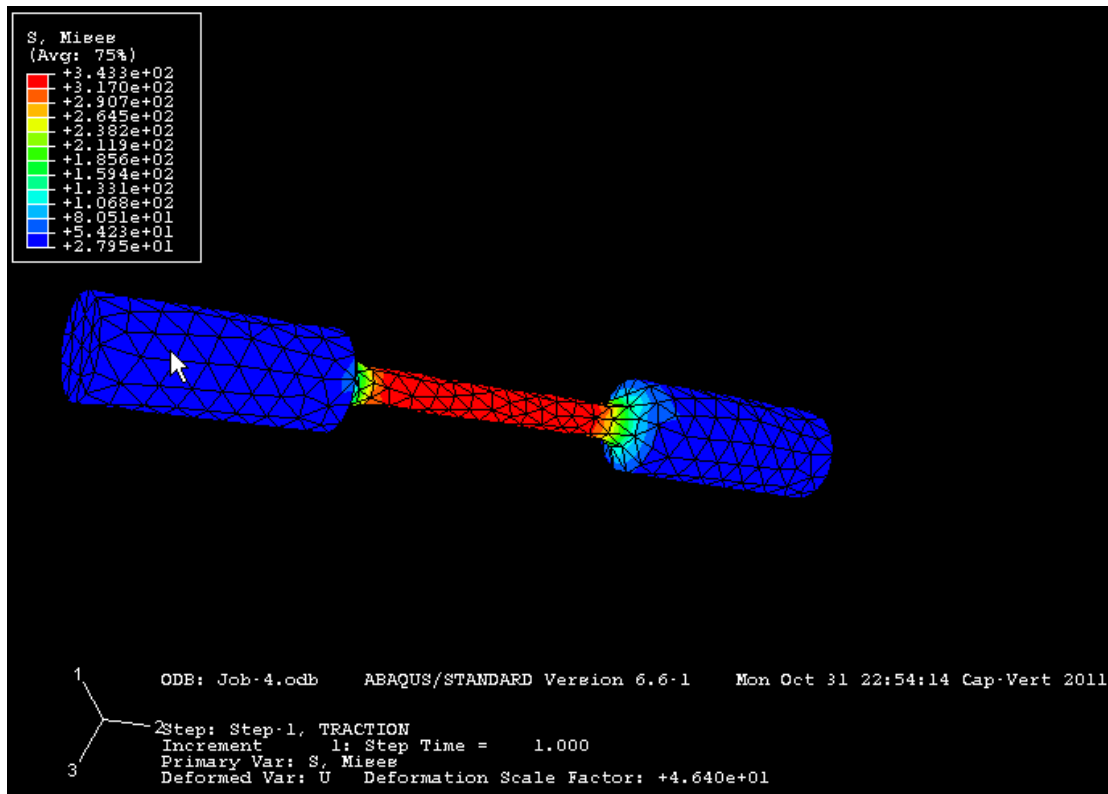 S, Mises
(Avg: 75%)
+3.433e+02
+3.170e+02
+2.907e+02
+2.645e+02
+2.382e+02
+2.119e+02
+1.856e+02
+1.594e+02
+1.331e+02
+1.068e+02
+8.051e+01
+5.423e+01
+2.795e+01
1
2
3
ODB: Job-4.odb ABAQUS/STANDARD Version 6.6-1 Mon Oct 31 22:54:14 Cap-Vert 2011
Step: Step-1, TRACTION
Increment 1: Step Time = 1.000
Primary Var: S, Mises
Deformed Var: U Deformation Scale Factor: +4.640e+01